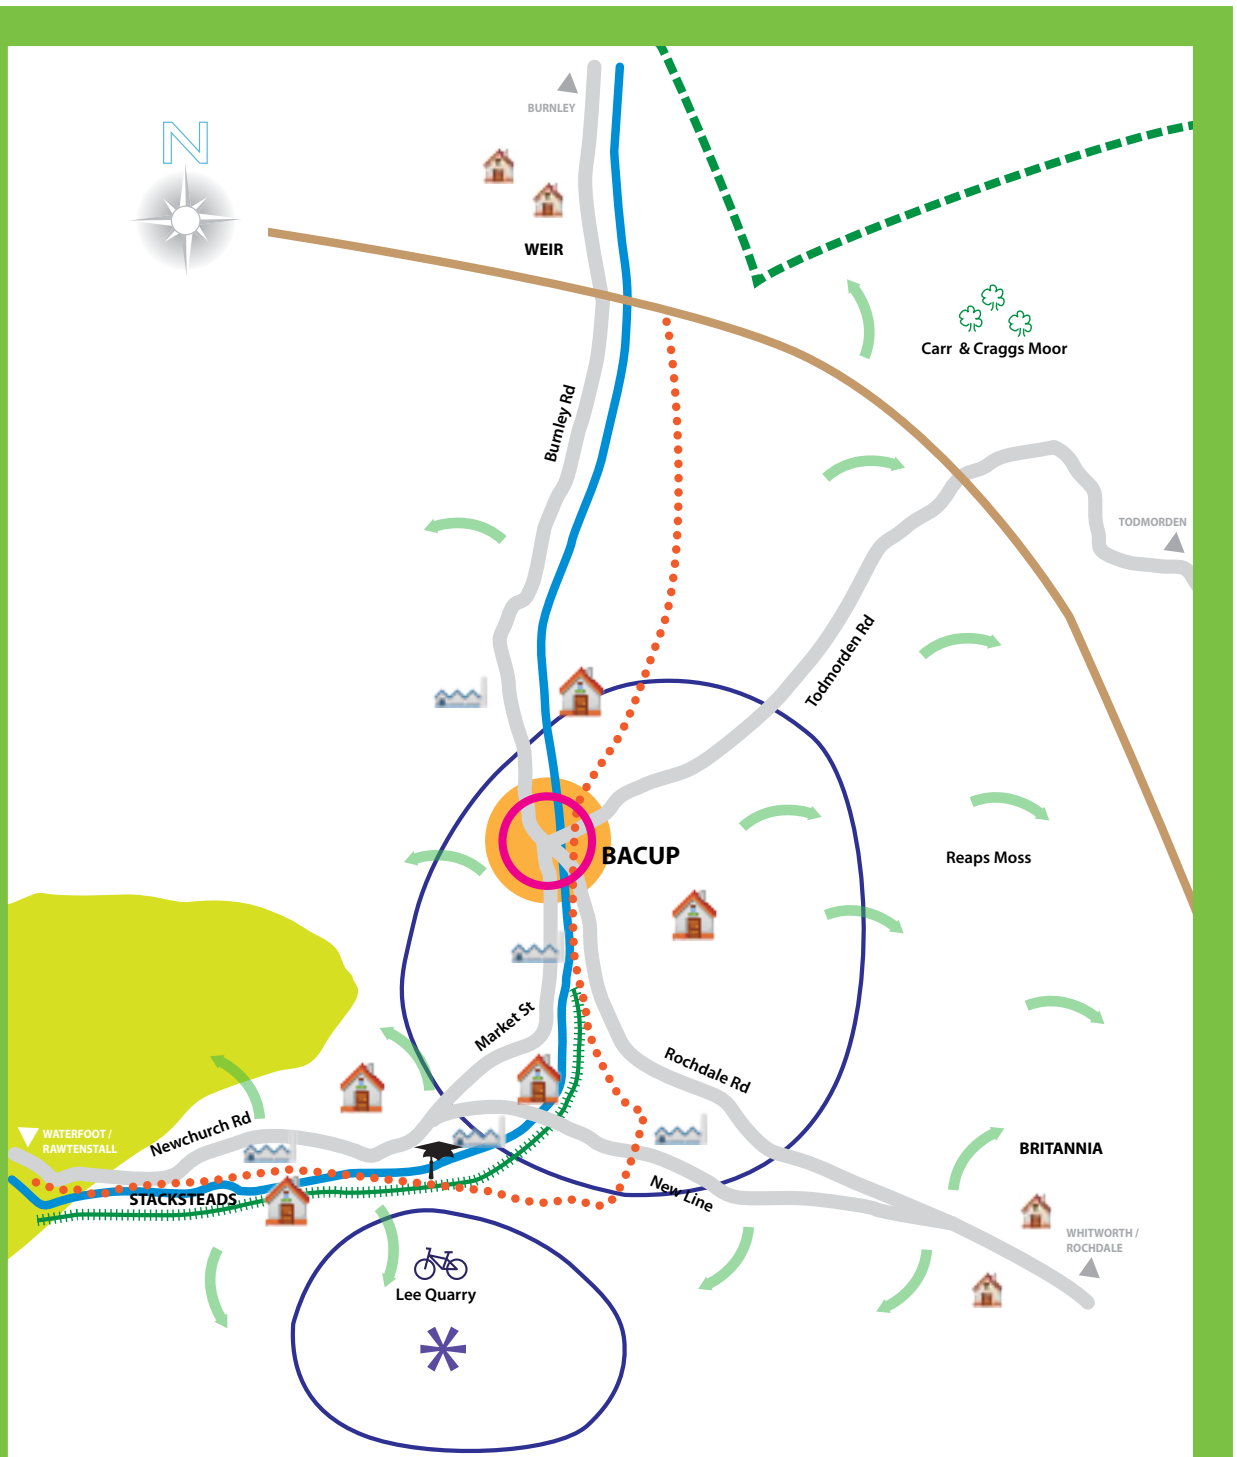 N
BURNLEY
WEIR
Carr & Craggs Moor
Burnley Rd
TODMORDEN
Todmorden Rd
BACUP
Reaps Moss
Market St
Rochdale Rd
Newchurch Rd
WATERFOOT /
RAWTENSTALL
BRITANNIA
STACKSTEADS
New Line
WHITWORTH /
ROCHDALE
Lee Quarry